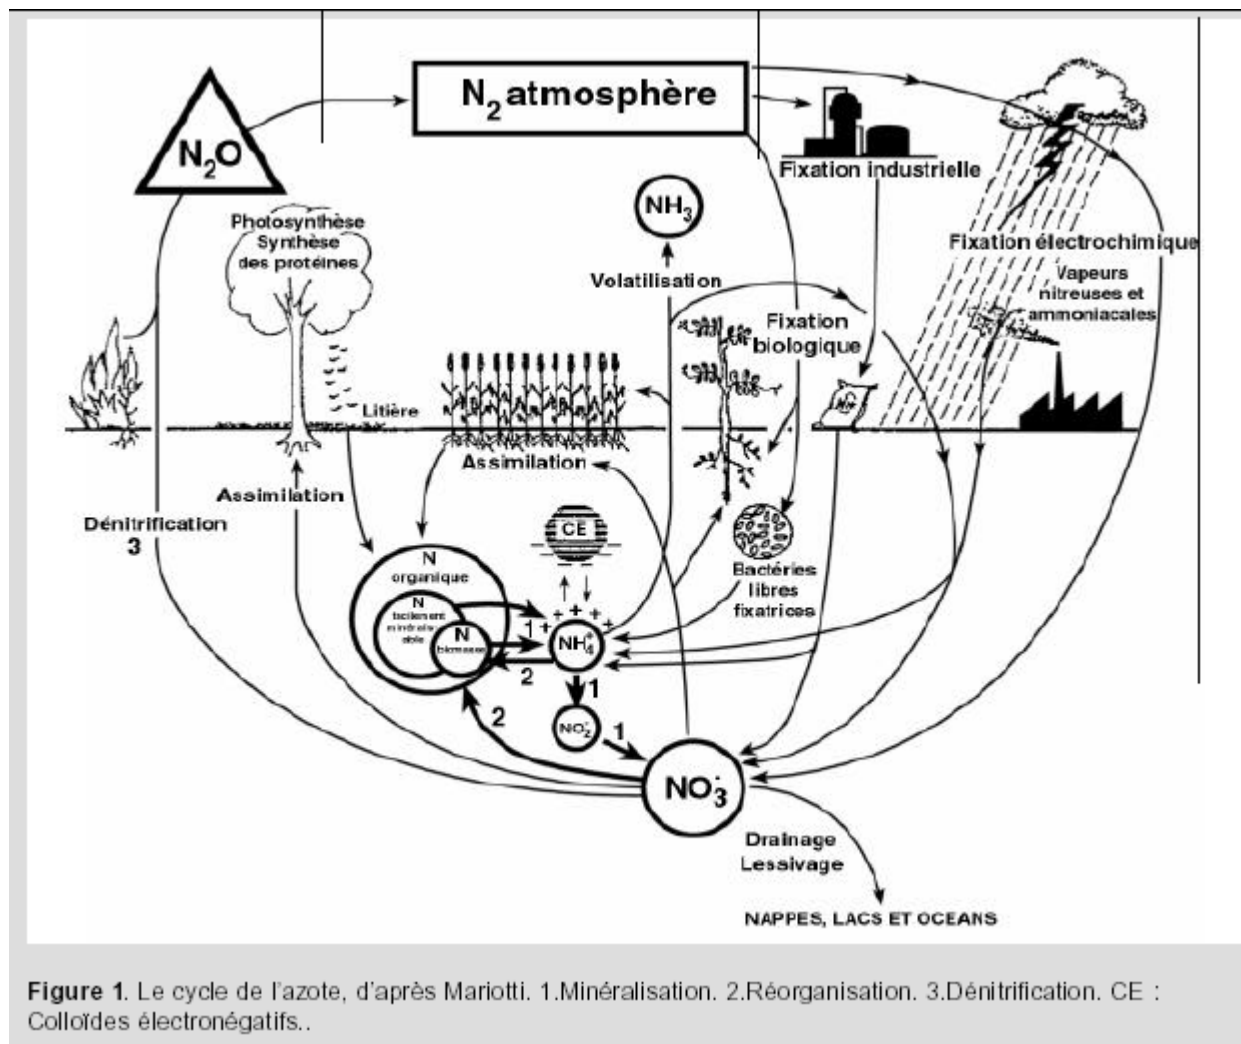 N2 atmosphère
N2O
Fixation industrielle
NH3
Photosynthèse
Synthèse
des protéines
Fixation électrochimique
Volatilisation
Vapeurs
nitreuses et
ammoniacales
Fixation
biologique
Litière
Assimilation
Assimilation
Dénitrification
3
CE
N
organique
Bactéries
libres
fixatrices
N
facilement
minéralis-
able
N
biomasse
1
+ + + + + + +
NH4+
2
1
2
NO2-
1
NO3-
Drainage
Lessivage
NAPPES, LACS ET OCEANS
Figure 1. Le cycle de l'azote, d'après Mariotti. 1.Minéralisation. 2.Réorganisation. 3.Dénitrification. CE :
Colloïdes électronégatifs..